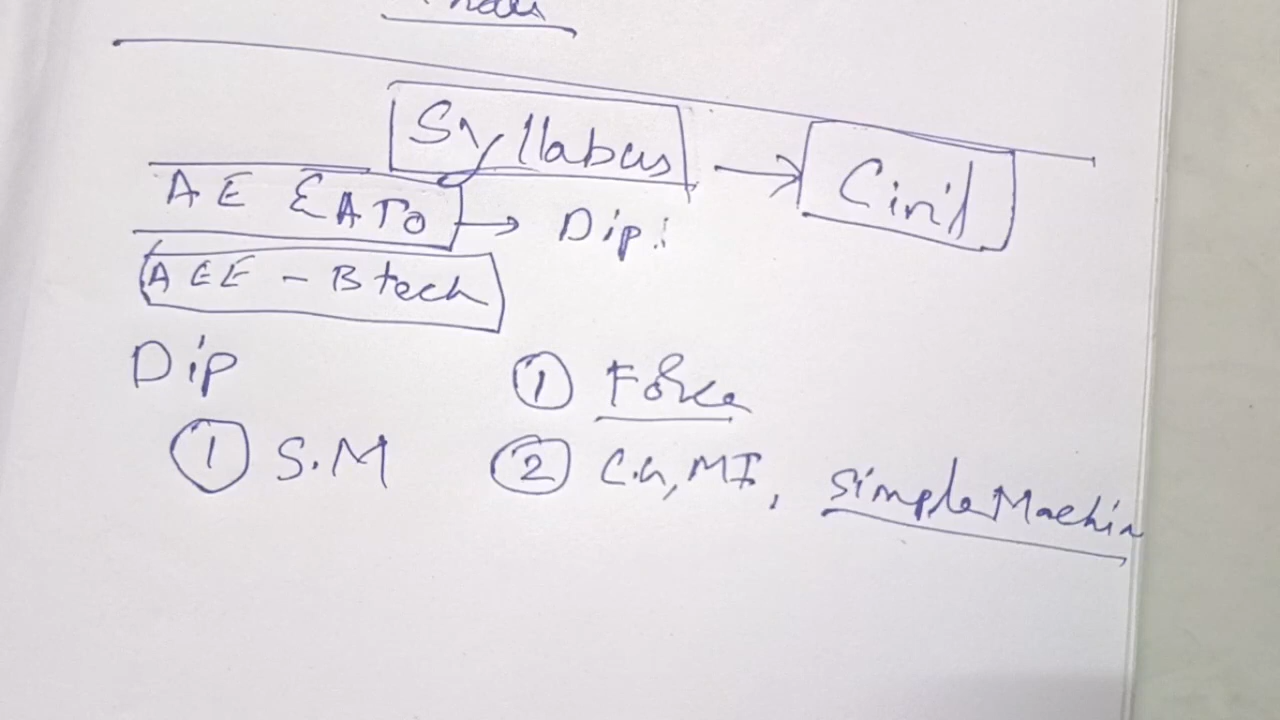 Syllabus → Civil
AE & ATO → Dip.
AEE - Btech
Dip
① Force
① S.M
② C.G, MI, simple Machin